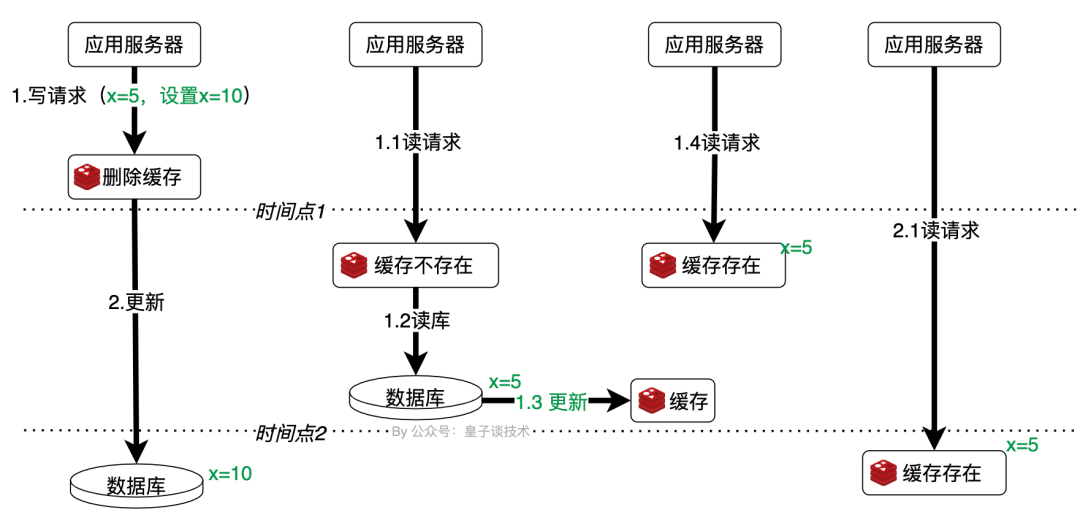 应用服务器
应用服务器
应用服务器
应用服务器
1.写请求（x=5，设置x=10）
1.1读请求
1.4读请求
删除缓存
时间点1
2.1读请求
缓存不存在
缓存存在
x=5
2.更新
1.2读库
数据库
x=5
1.3 更新
缓存
时间点2
By 公众号：皇子谈技术
x=5
数据库
x=10
缓存存在